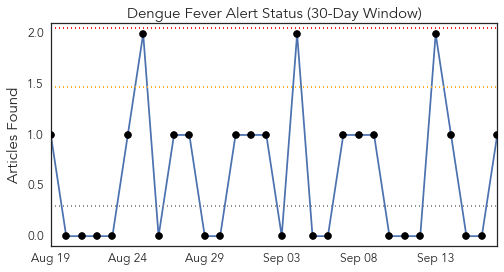 Dengue Fever Alert Status (30-Day Window)
Articles Found
2.0
1.5
1.0
0.5
0.0
Aug 19 Aug 24 Aug 29 Sep 03 Sep 08 Sep 13